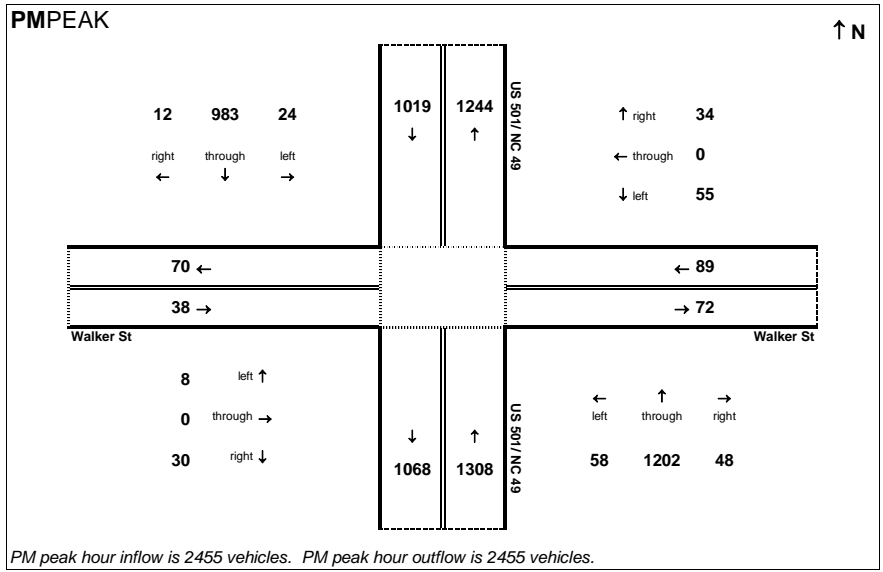 PMPEAK
↑ N
12 983 24
right through left
← ↓ →
1019 1244
↓ ↑
US 501/ NC 49
↑ right 34
← through 0
↓ left 55
70 ←
← 89
38 →
→ 72
Walker St
Walker St
8 left ↑
0 through →
30 right ↓
↓ ↑
1068 1308
US 501/ NC 49
← ↑ →
left through right
58 1202 48
PM peak hour inflow is 2455 vehicles. PM peak hour outflow is 2455 vehicles.